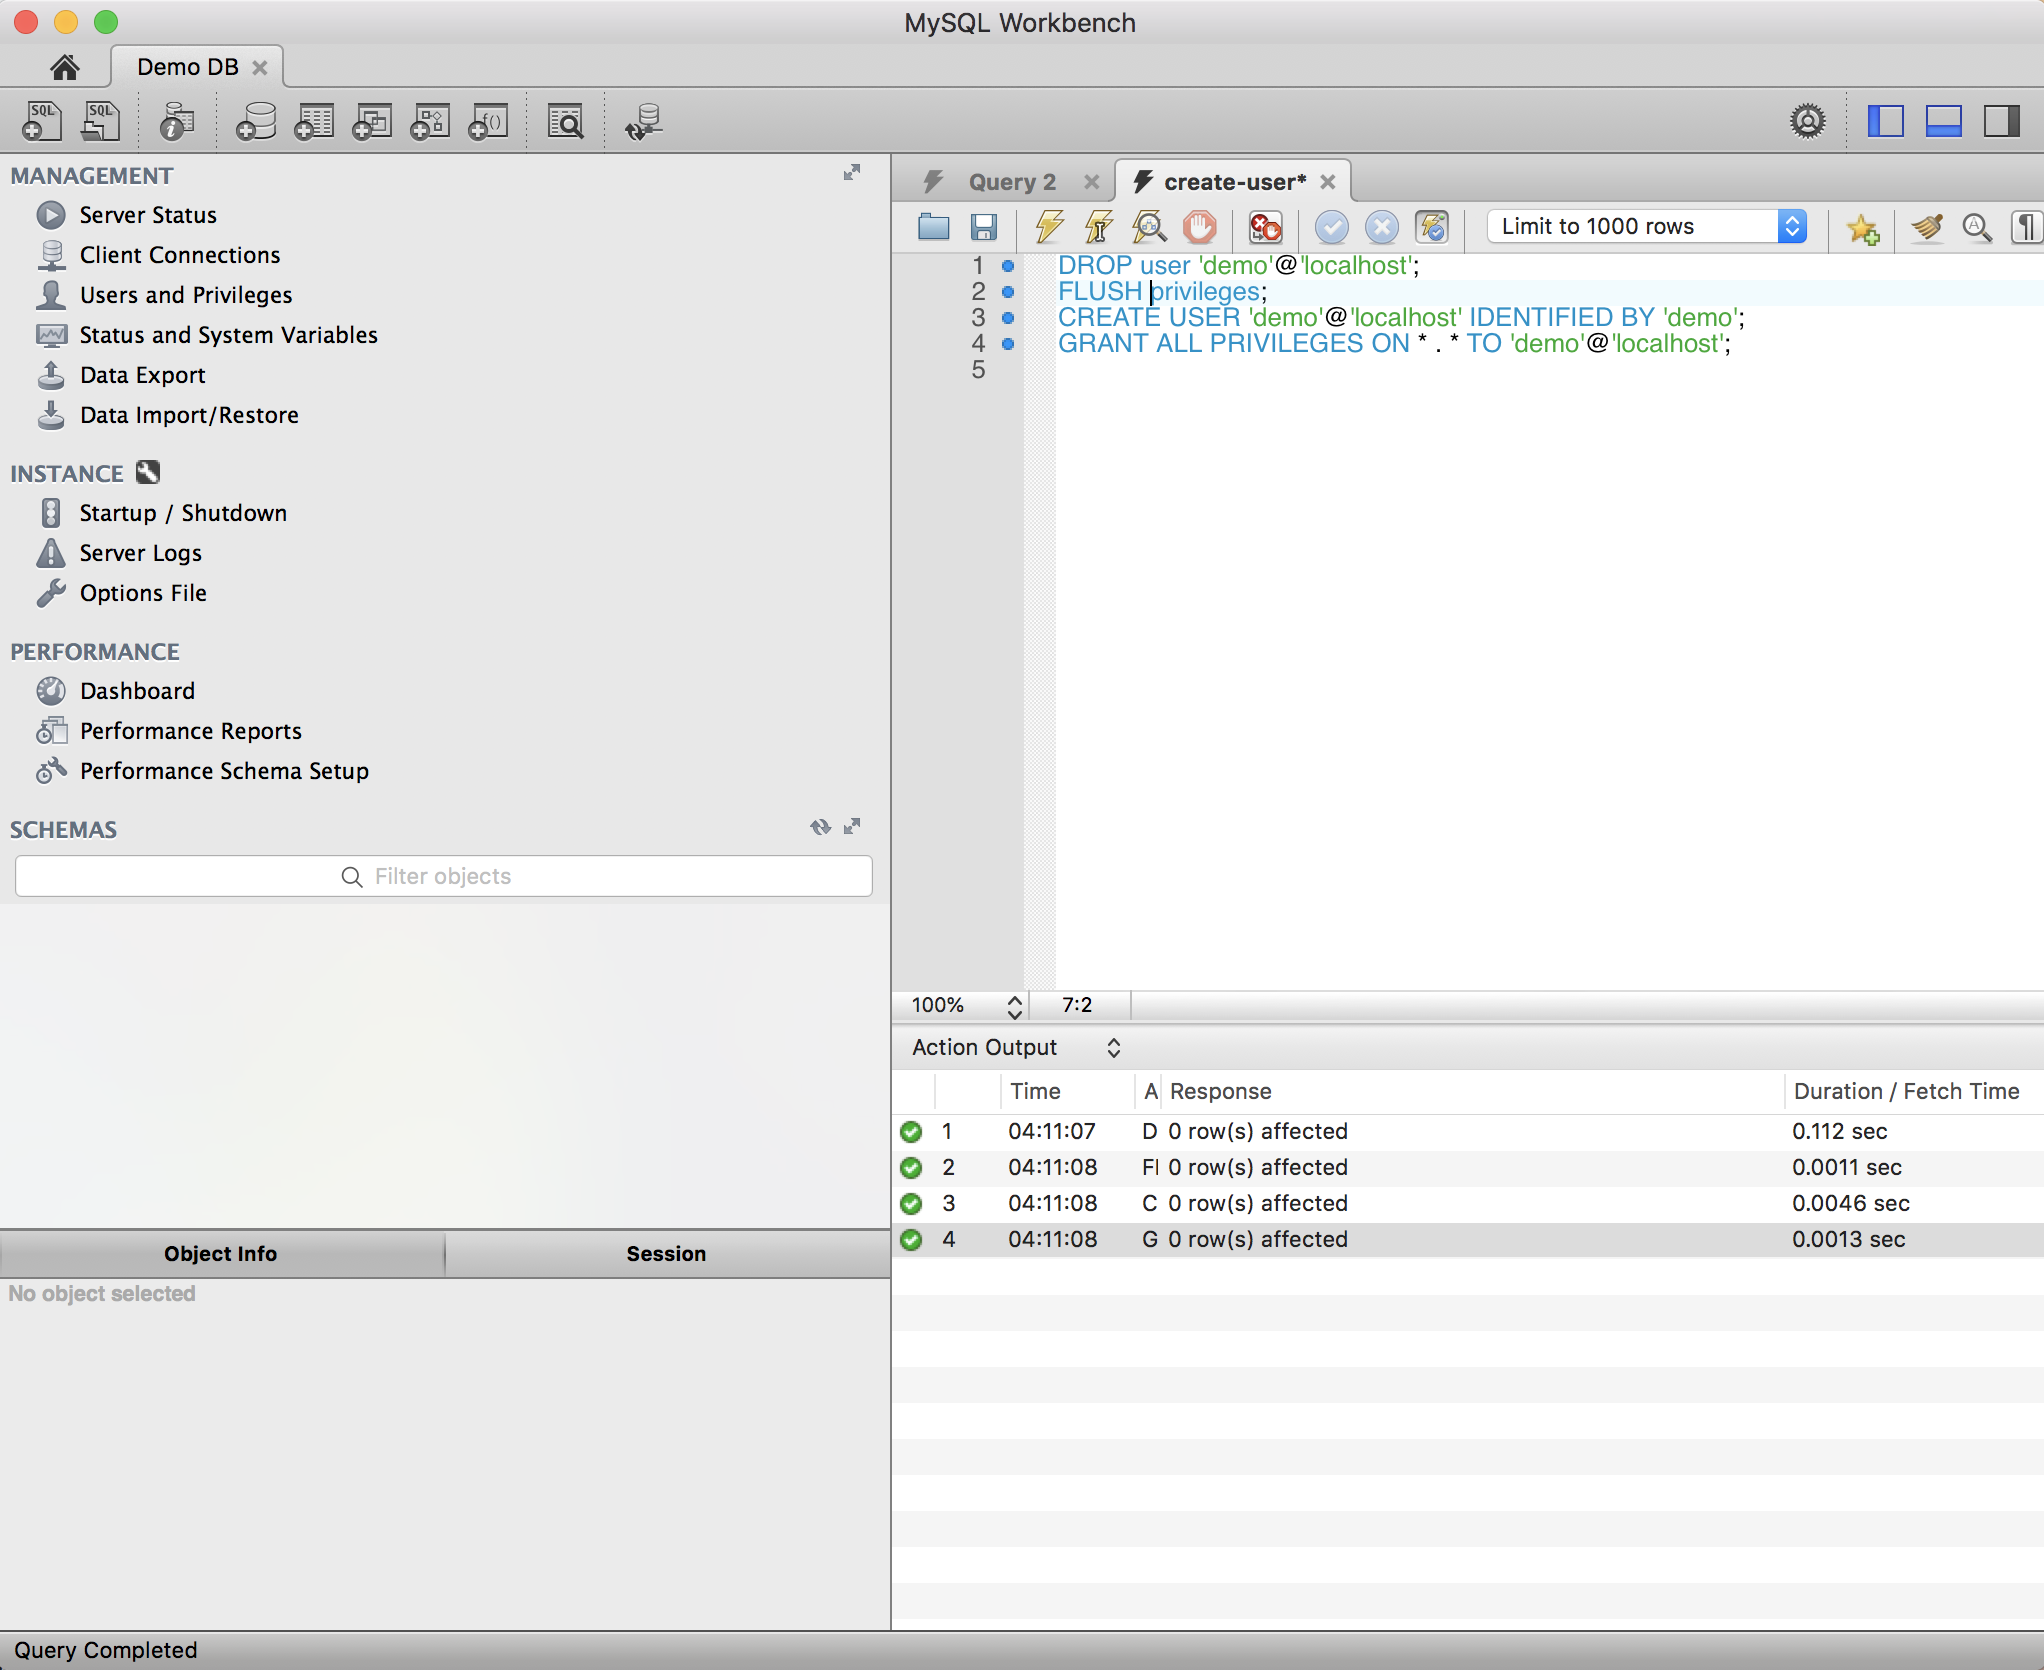 MySQL Workbench
Demo DB
SQL
SQL
f()
MANAGEMENT
Server Status
Client Connections
Users and Privileges
Status and System Variables
Data Export
Data Import/Restore
INSTANCE
Startup / Shutdown
Server Logs
Options File
PERFORMANCE
Dashboard
Performance Reports
Performance Schema Setup
SCHEMAS
Filter objects
Object Info
Session
No object selected
Query 2
create-user*
Limit to 1000 rows
1 DROP user 'demo'@'localhost';
2 FLUSH privileges;
3 CREATE USER 'demo'@'localhost' IDENTIFIED BY 'demo';
4 GRANT ALL PRIVILEGES ON * . * TO 'demo'@'localhost';
5
100% 7:2
Action Output
Time A Response Duration / Fetch Time
1 04:11:07 D 0 row(s) affected 0.112 sec
2 04:11:08 Fl 0 row(s) affected 0.0011 sec
3 04:11:08 C 0 row(s) affected 0.0046 sec
4 04:11:08 G 0 row(s) affected 0.0013 sec
Query Completed